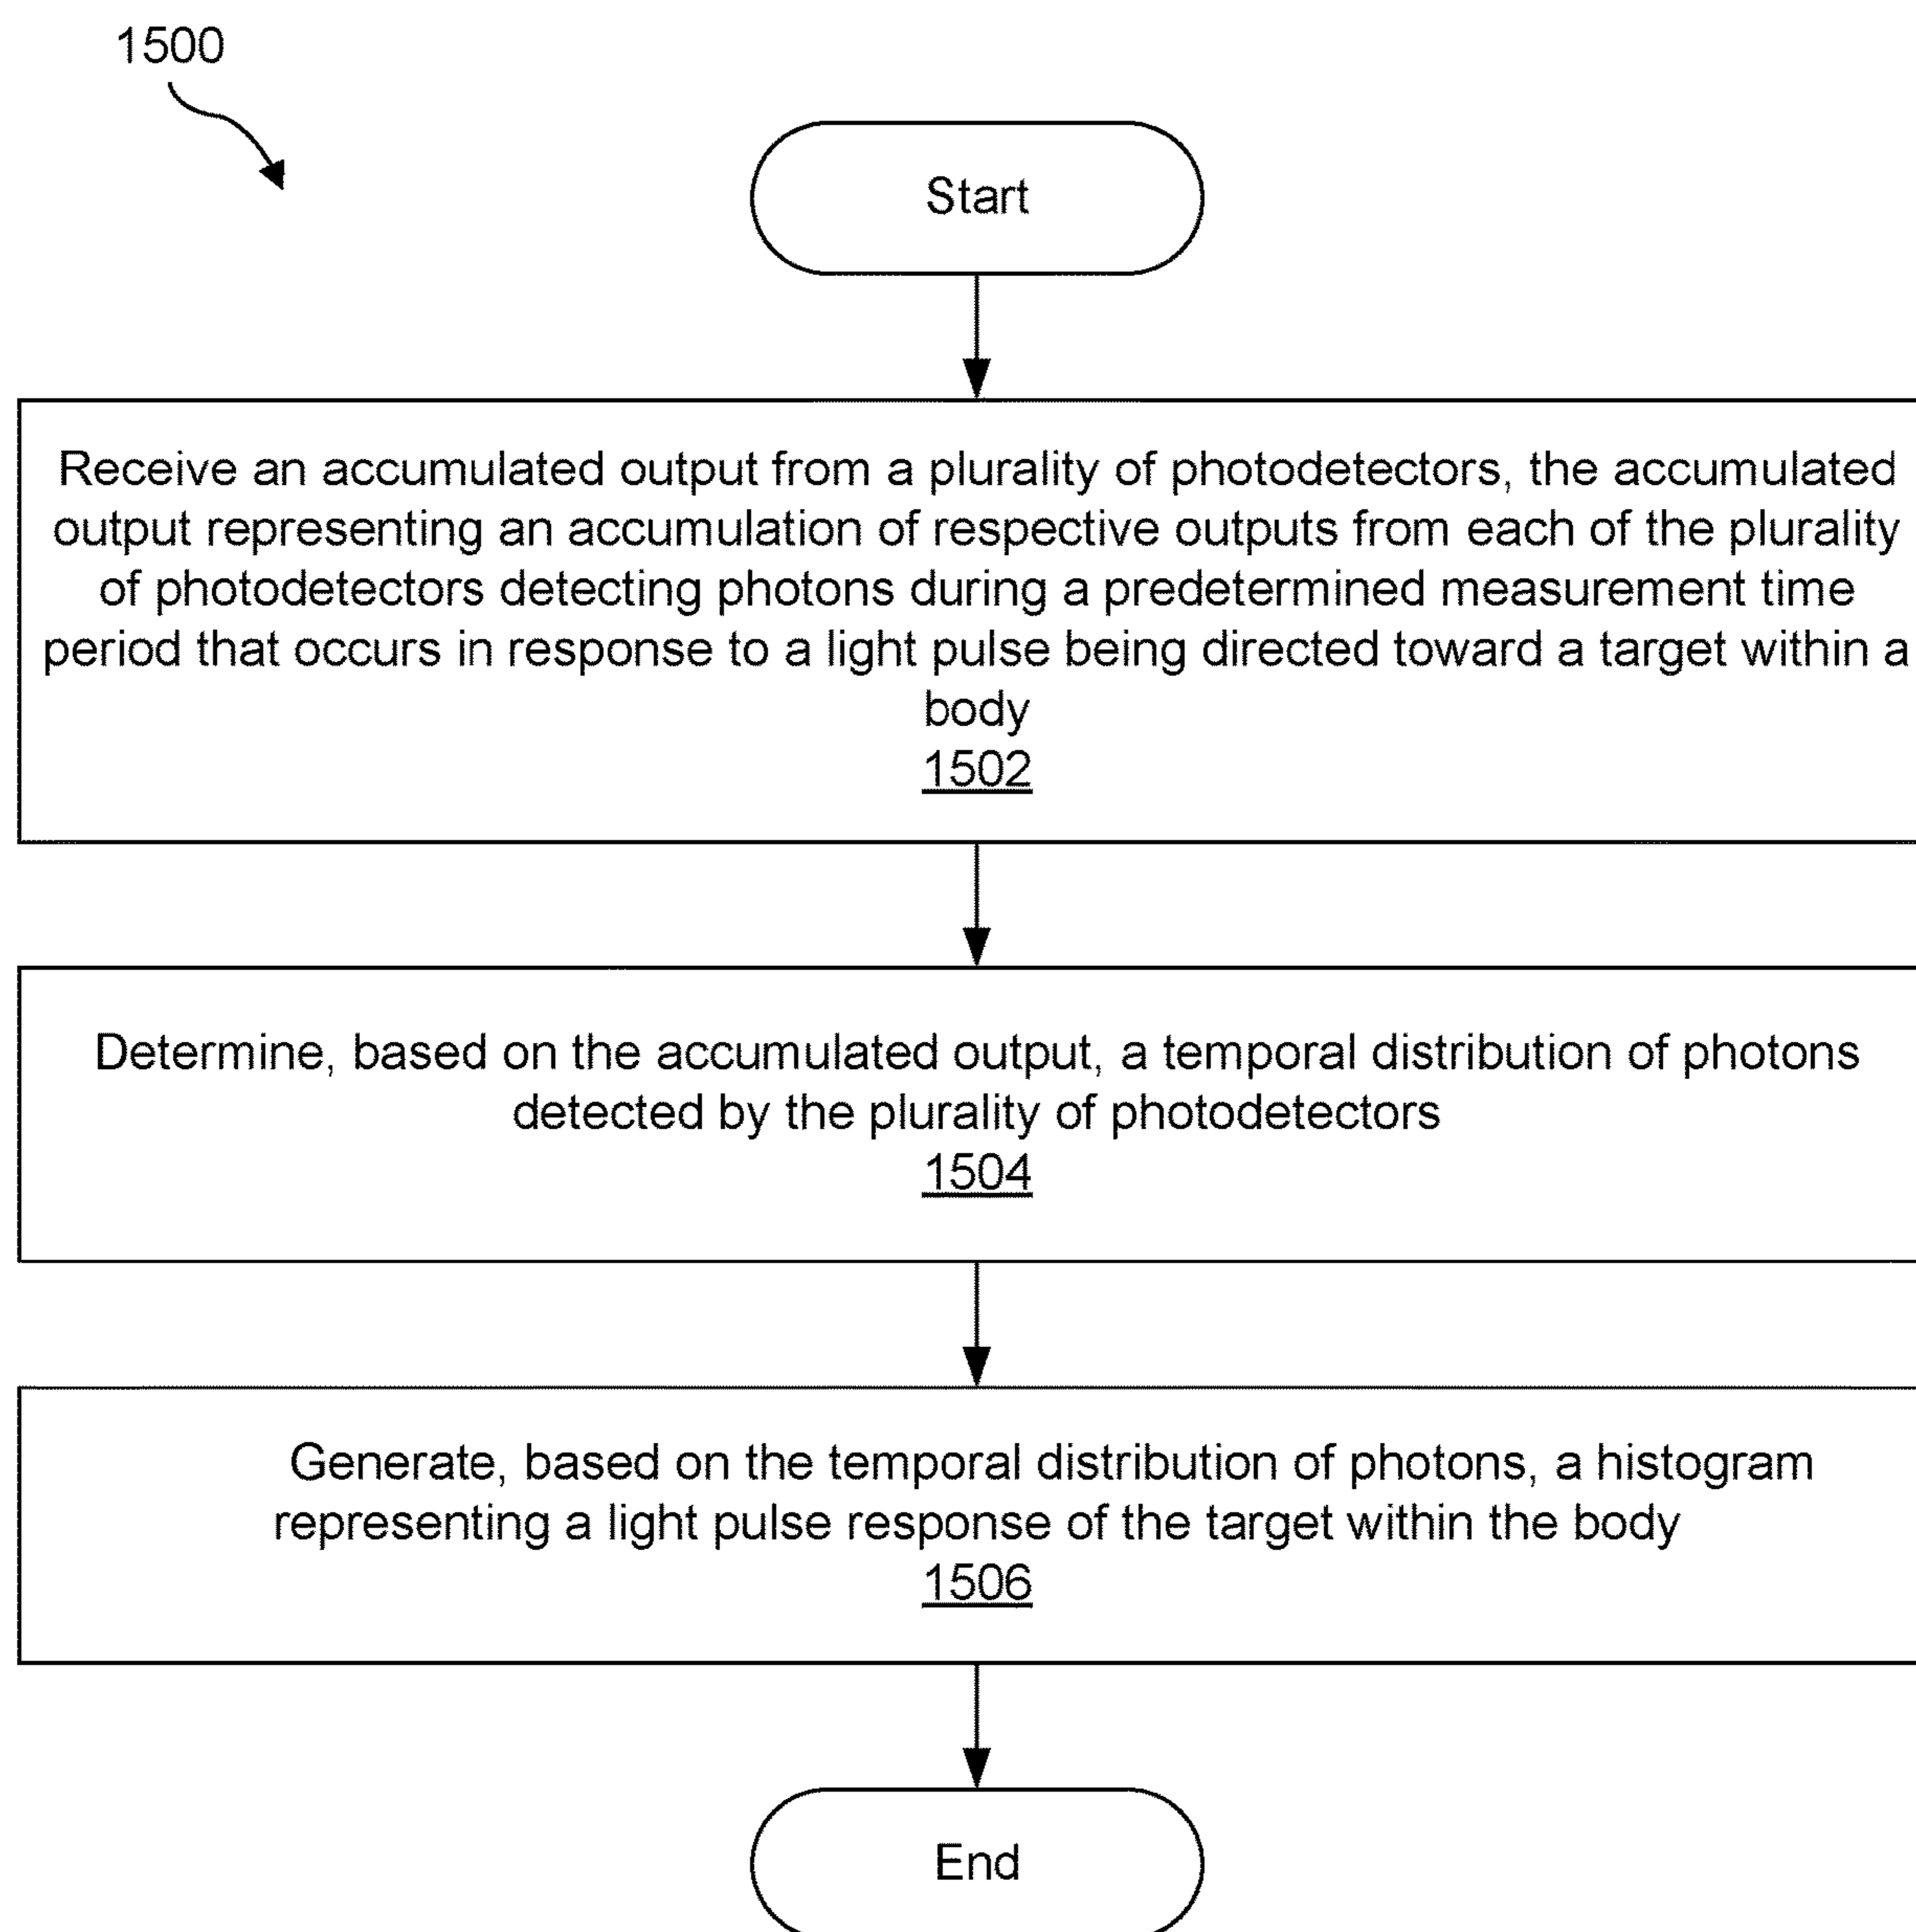 1500
Start
Receive an accumulated output from a plurality of photodetectors, the accumulated
output representing an accumulation of respective outputs from each of the plurality
of photodetectors detecting photons during a predetermined measurement time
period that occurs in response to a light pulse being directed toward a target within a
body
1502
Determine, based on the accumulated output, a temporal distribution of photons
detected by the plurality of photodetectors
1504
Generate, based on the temporal distribution of photons, a histogram
representing a light pulse response of the target within the body
1506
End